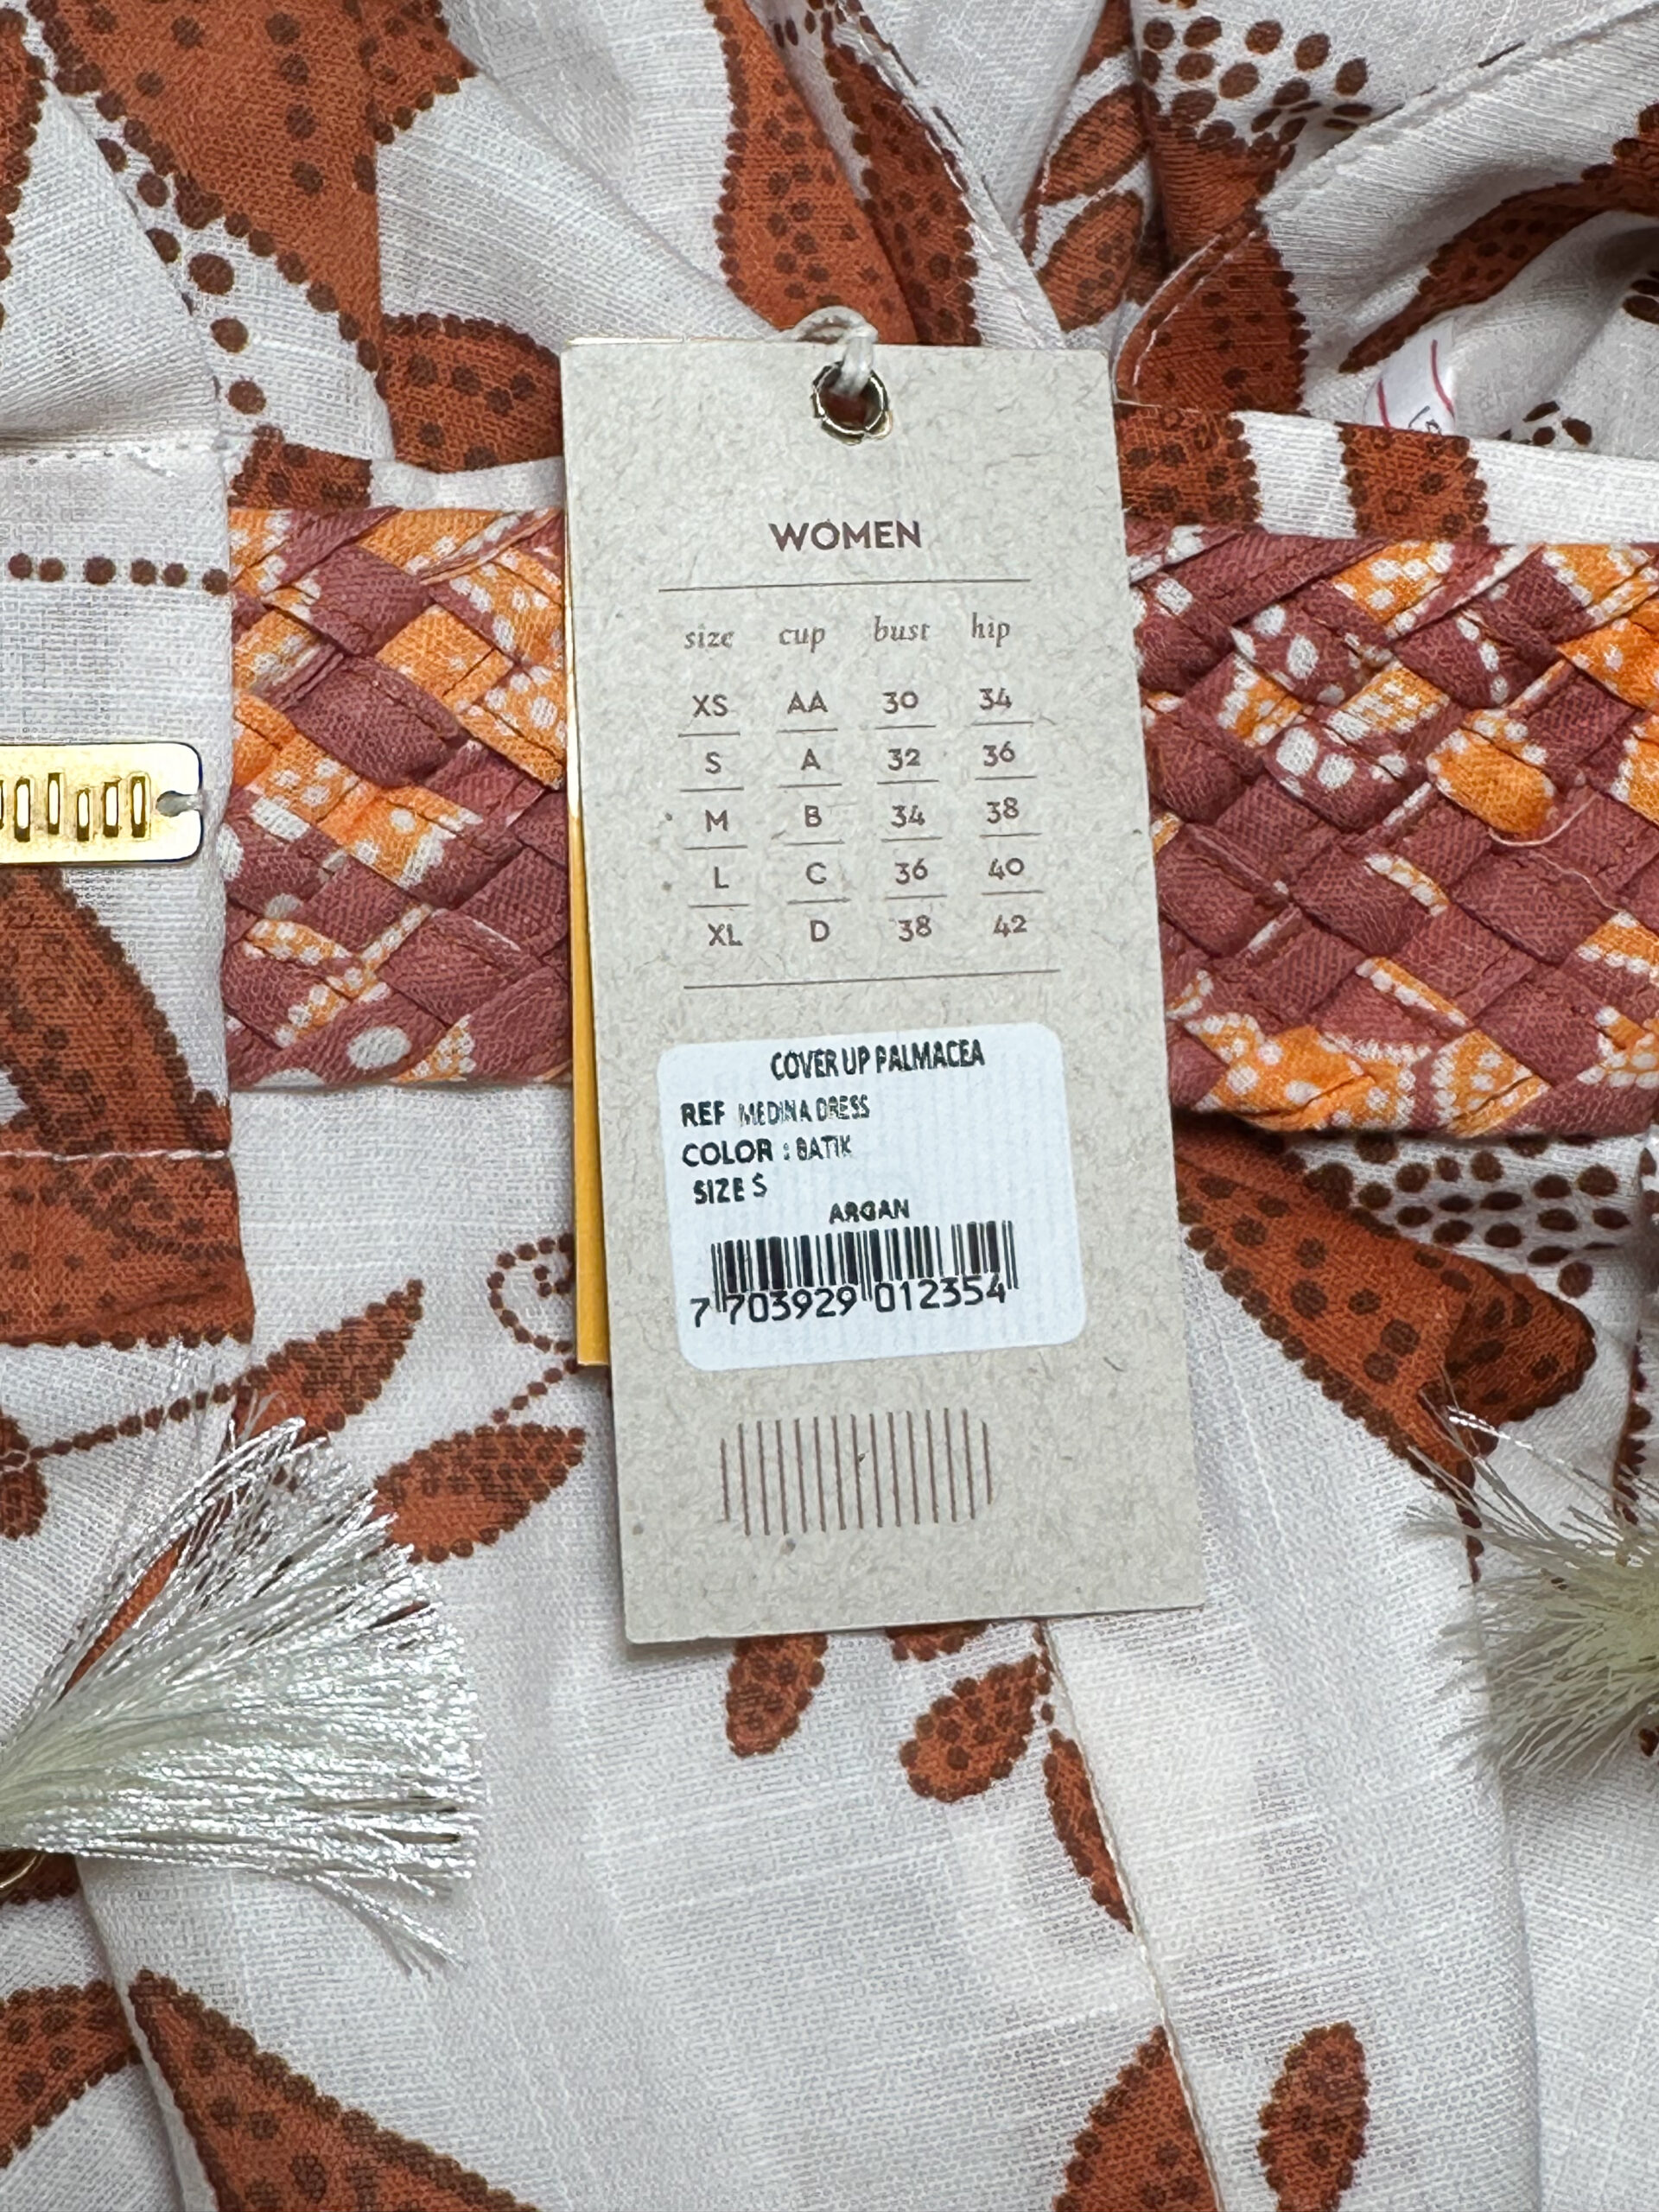 WOMEN
size cup bust hip
XS AA 30 34
S A 32 36
M B 34 38
L C 36 40
XL D 38 42
COVER UP PALMACEA
REF MEDINA DRESS
COLOR : BATIK
SIZE S
ARGAN
7 703929 012354